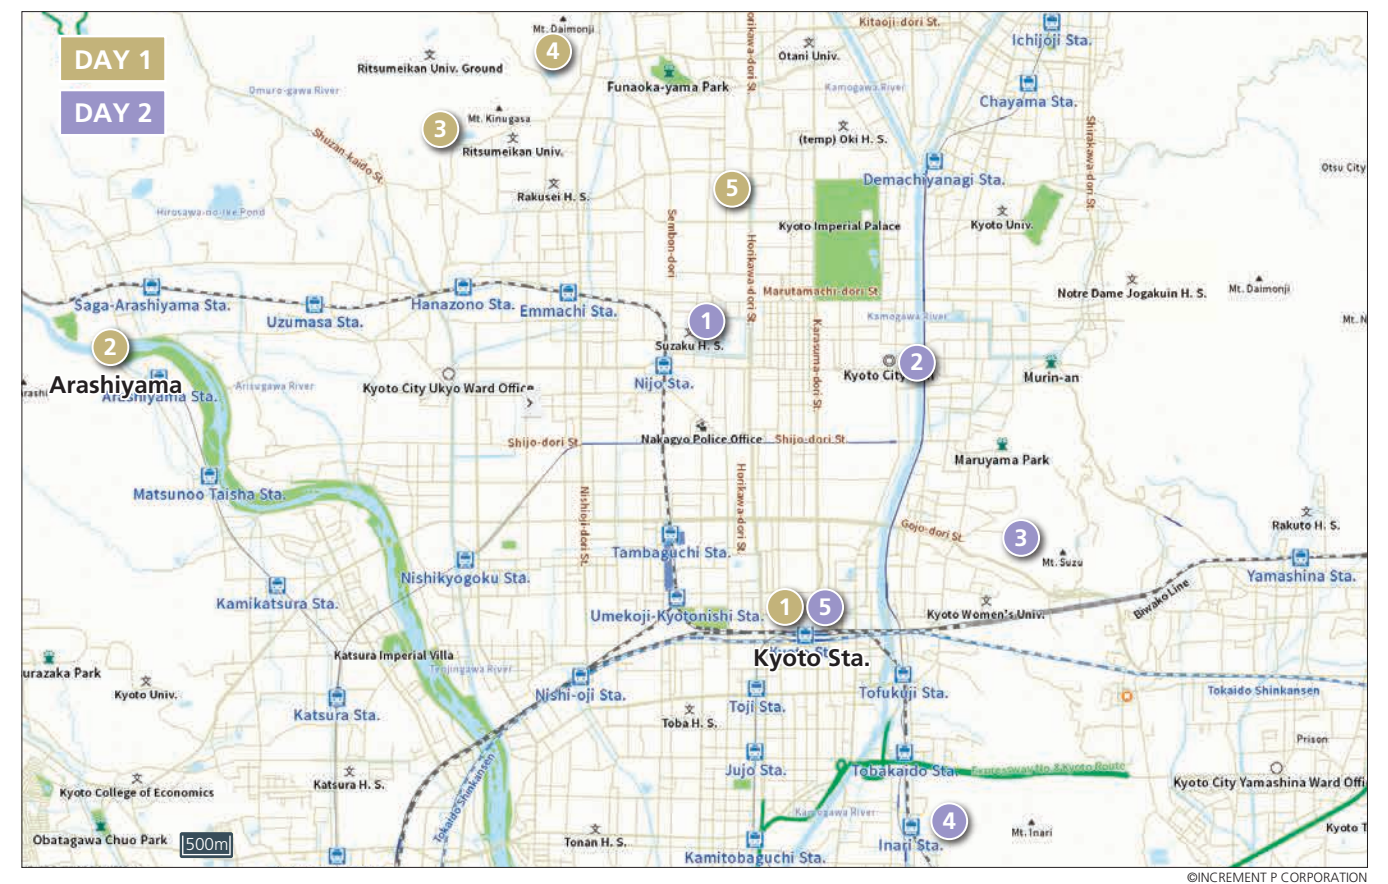 DAY 1
DAY 2
Mt. Daimonji
4
Kitaoji-dori St.
Ichijoji Sta.
Ritsumeikan Univ. Ground
Otani Univ.
Omuro-gawa River
Funaoka-yama Park
Kamogawa River
Chayama Sta.
Mt. Kinugasa
3
Ritsumeikan Univ.
Shuzan-kaido St.
(temp) Oki H. S.
Shirakawa-dori St.
Otsu City
Demachiyanagi Sta.
Rakusei H. S.
5
Hirosawa-no-ike Pond
Sembon-dori
Kyoto Imperial Palace
Kyoto Univ.
Horikawa-dori St.
Saga-Arashiyama Sta.
Uzumasa Sta.
Hanazono Sta.
Emmachi Sta.
Marutamachi-dori St.
Notre Dame Jogakuin H. S.
Mt. Daimonji
Kamogawa River
1
Suzaku H. S.
Karasuma-dori St.
Mt. N
2
Arashiyama
Arashiyama Sta.
Arisugawa River
Kyoto City Ukyo Ward Office
Nijo Sta.
Kyoto City
2
Murin-an
Shijo-dori St.
Nakagyo Police Office
Shijo-dori St.
Maruyama Park
Matsunoo Taisha Sta.
Nishioji-dori St.
Horikawa-dori St.
Gojo-dori St.
3
Mt. Suzu
Rakuto H. S.
Tambaguchi Sta.
Nishikyogoku Sta.
Yamashina Sta.
Kamikatsura Sta.
Umekoji-Kyotonishi Sta.
1
5
Kyoto Women's Univ.
Biwako Line
Kyoto Sta.
Katsura Imperial Villa
Tenjingawa River
urazaka Park
Kyoto Univ.
Nishi-oji Sta.
Toji Sta.
Tofukuji Sta.
Tokaido Shinkansen
Katsura Sta.
Toba H. S.
Prison
Jujo Sta.
Tobakaido Sta.
Expressway No. 8 Kyoto Route
Kyoto City Yamashina Ward Offi
Kyoto College of Economics
Katsura H. S.
Tokaido Shinkansen
Kamogawa River
4
Mt. Inari
Kyoto T
Obatagawa Chuo Park
500m
Tonan H. S.
Inari Sta.
Kamitobaguchi Sta.
©INCREMENT P CORPORATION